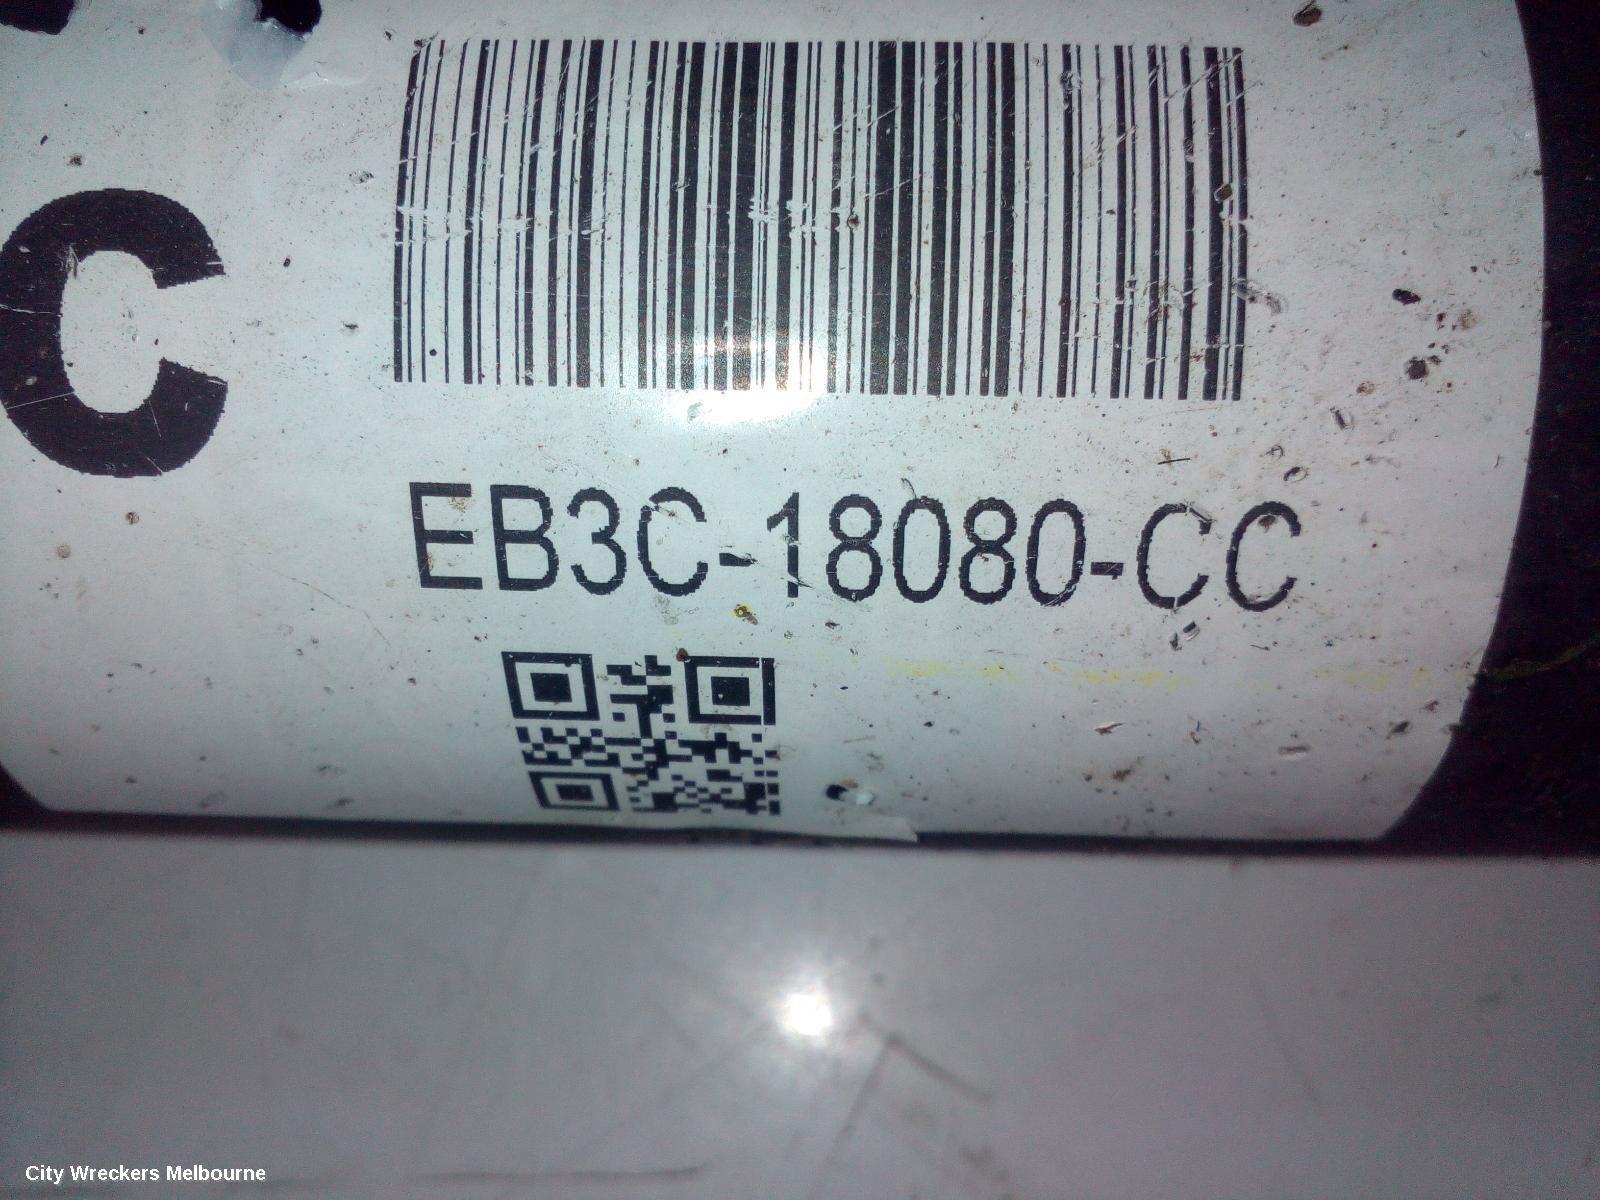 C
EB3C-18080-CC
City Wreckers Melbourne